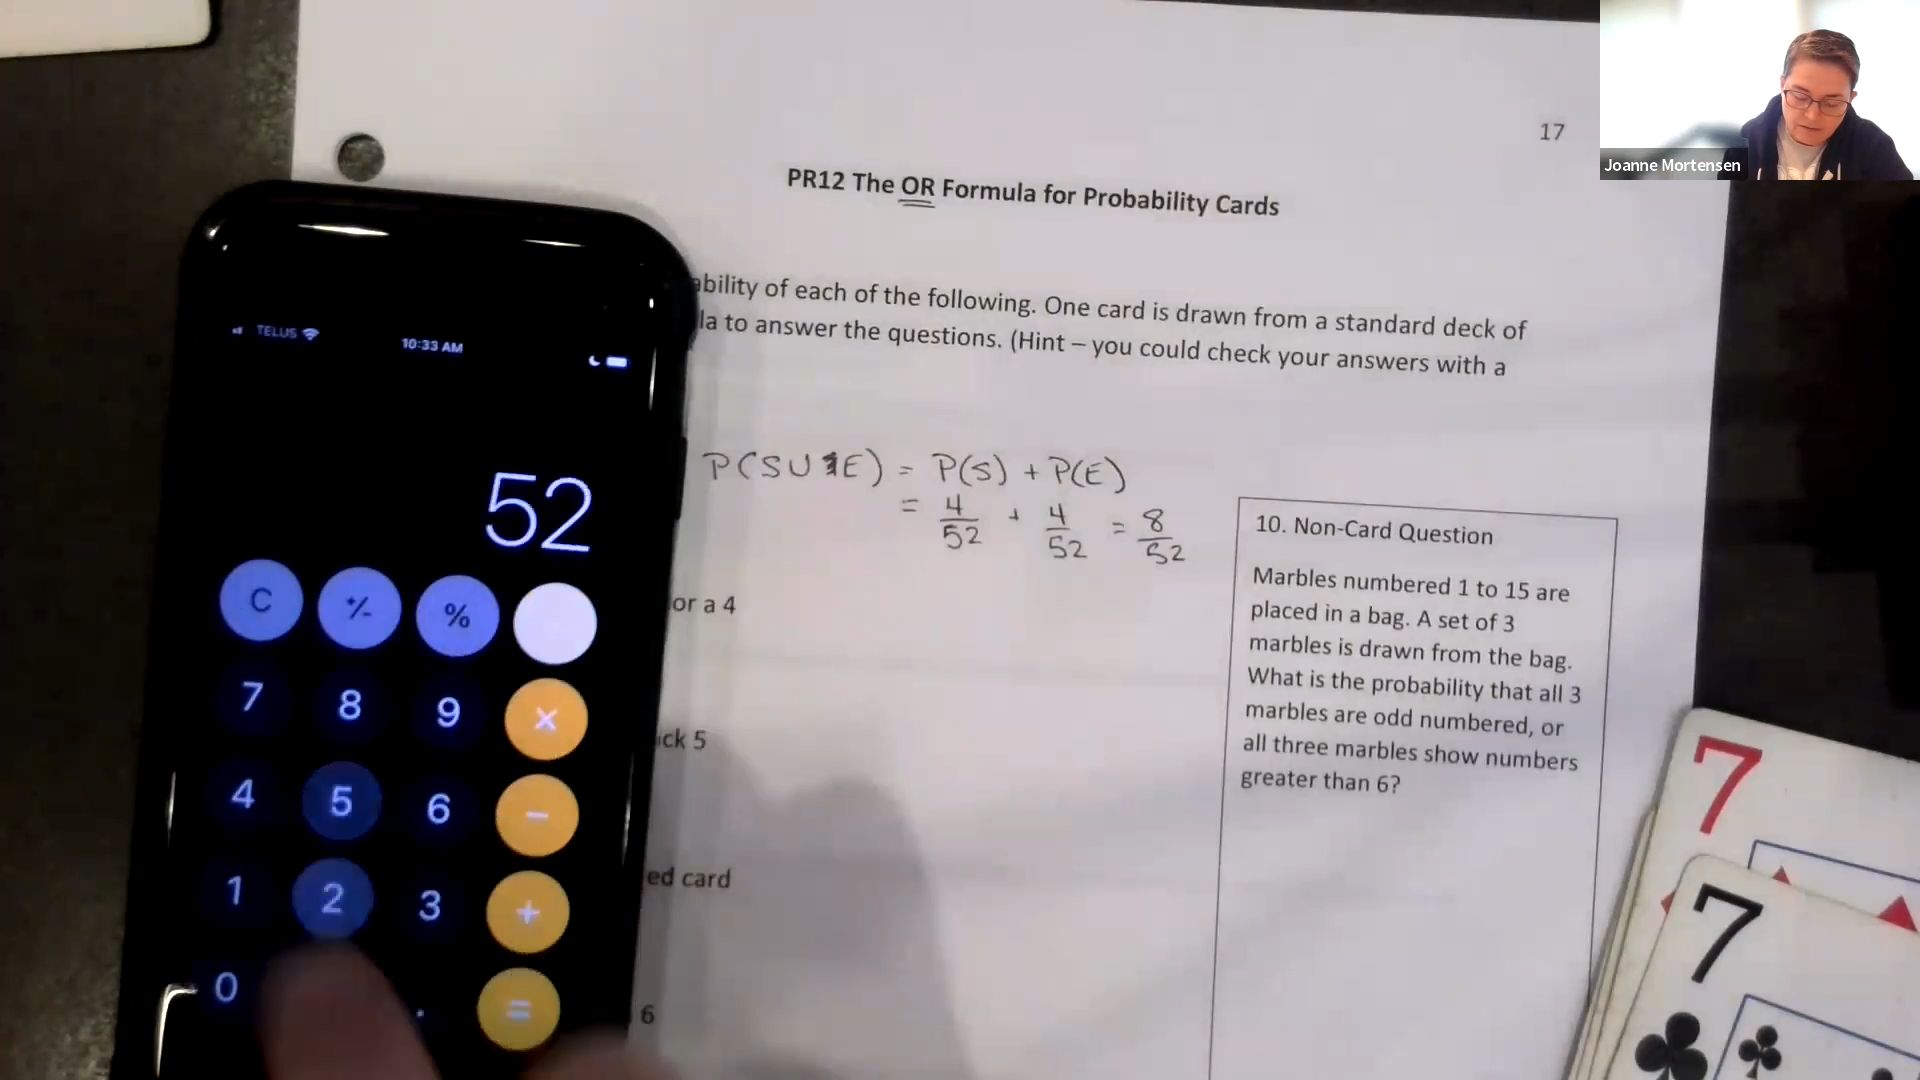 17
Joanne Mortensen
PR12 The OR Formula for Probability Cards
ability of each of the following. One card is drawn from a standard deck of
la to answer the questions. (Hint – you could check your answers with a
TELUS 10:33 AM
52
C +/- %
7 8 9 ×
4 5 6 −
1 2 3 +
0 . =
P(SUE) = P(S) + P(E)
= 4/52 + 4/52 = 8/52
or a 4
ck 5
ed card
6
10. Non-Card Question
Marbles numbered 1 to 15 are
placed in a bag. A set of 3
marbles is drawn from the bag.
What is the probability that all 3
marbles are odd numbered, or
all three marbles show numbers
greater than 6?
7
7